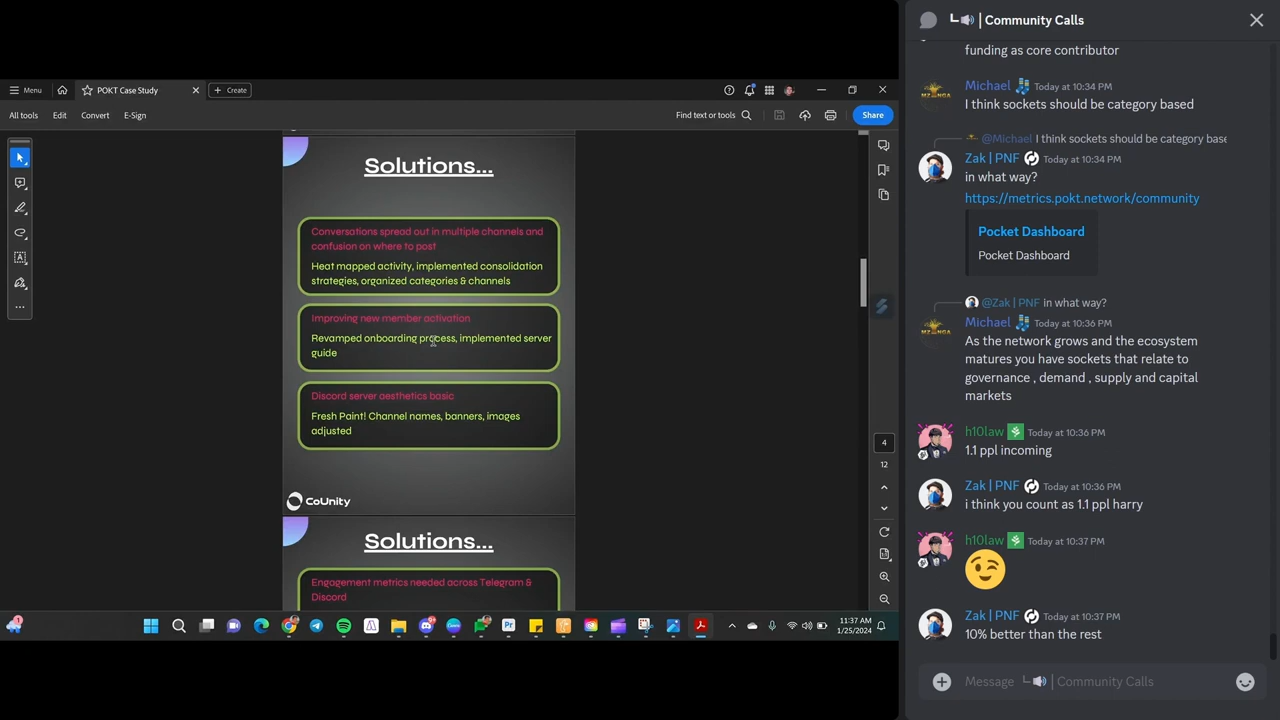 Menu
POKT Case Study
Create
All tools
Edit
Convert
E-Sign
Find text or tools
Share
Solutions...
Conversations spread out in multiple channels and
confusion on where to post
Heat mapped activity, implemented consolidation
strategies, organized categories & channels
Improving new member activation
Revamped onboarding process, implemented server
guide
Discord server aesthetics basic
Fresh Paint! Channel names, banners, images
adjusted
CoUnity
Solutions...
Engagement metrics needed across Telegram &
Discord
4
12
11:37 AM
1/25/2024
Community Calls
funding as core contributor
Michael Today at 10:34 PM
I think sockets should be category based
@Michael I think sockets should be category base
Zak | PNF Today at 10:34 PM
in what way?
https://metrics.pokt.network/community
Pocket Dashboard
Pocket Dashboard
@Zak | PNF in what way?
Michael Today at 10:36 PM
As the network grows and the ecosystem
matures you have sockets that relate to
governance , demand , supply and capital
markets
h10law Today at 10:36 PM
1.1 ppl incoming
Zak | PNF Today at 10:36 PM
i think you count as 1.1 ppl harry
h10law Today at 10:37 PM
Zak | PNF Today at 10:37 PM
10% better than the rest
Message Community Calls